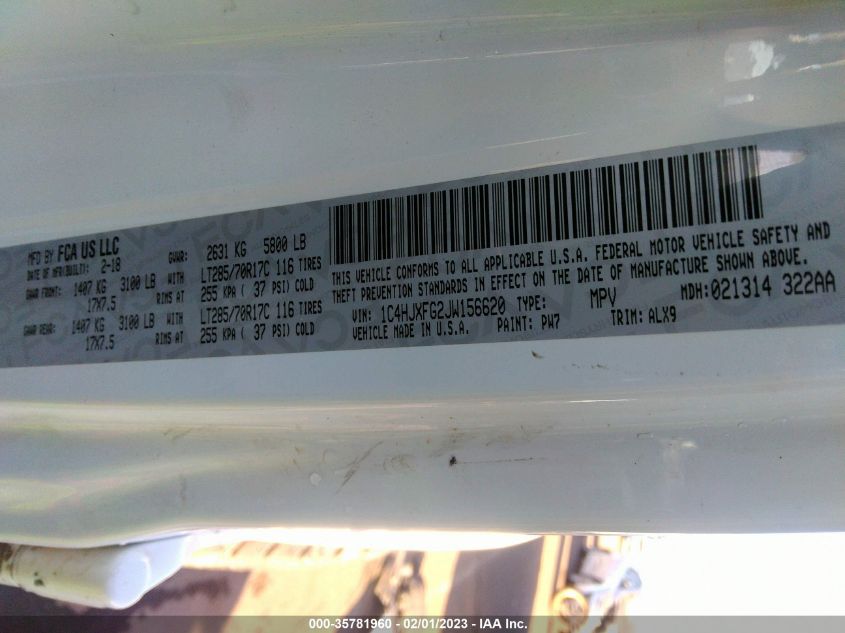 MFD BY FCA US LLC
DATE OF MFR(BUILT): 2-18 GVWR: 2631 KG 5800 LB
GAWR FRONT: 1407 KG 3100 LB WITH LT285/70R17C 116 TIRES
17X7.5 RIMS AT 255 KPA ( 37 PSI) COLD
GAWR REAR: 1407 KG 3100 LB WITH LT285/70R17C 116 TIRES
17X7.5 RIMS AT 255 KPA ( 37 PSI) COLD
THIS VEHICLE CONFORMS TO ALL APPLICABLE U.S.A. FEDERAL MOTOR VEHICLE SAFETY AND
THEFT PREVENTION STANDARDS IN EFFECT ON THE DATE OF MANUFACTURE SHOWN ABOVE.
VIN: 1C4HJXFG2JW156620 TYPE: MPV MDH: 021314 322AA
VEHICLE MADE IN U.S.A. PAINT: PW7 TRIM: ALX9
000-35781960 - 02/01/2023 - IAA Inc.